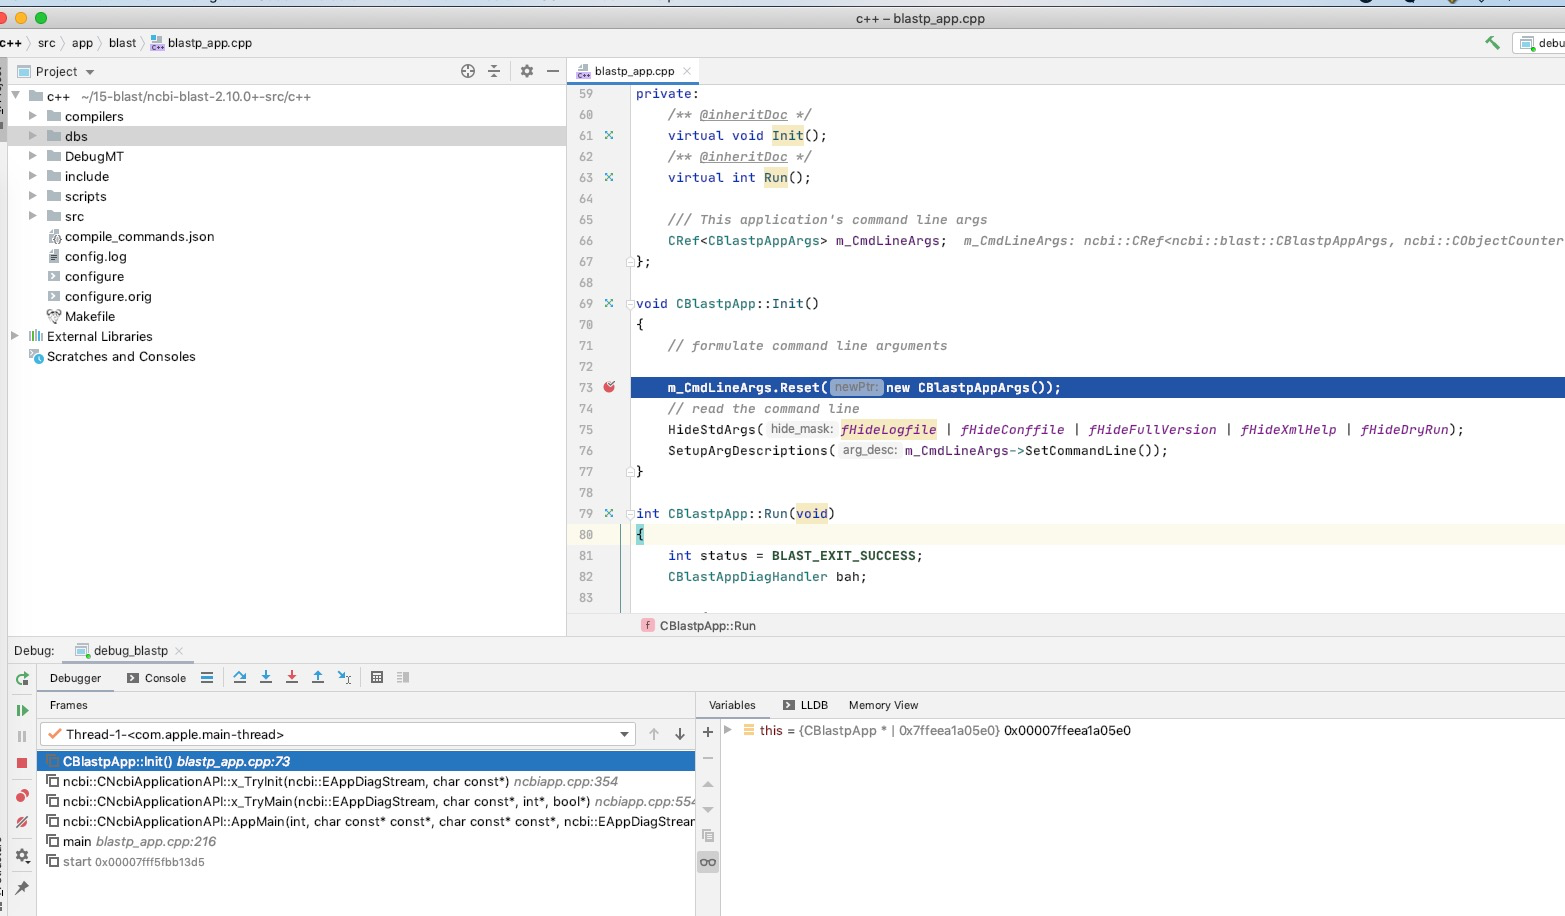 c++ – blastp_app.cpp
c++ src app blast blastp_app.cpp debu
Project
blastp_app.cpp
c++ ~/15-blast/ncbi-blast-2.10.0+-src/c++
compilers
dbs
DebugMT
include
scripts
src
compile_commands.json
config.log
configure
configure.orig
Makefile
External Libraries
Scratches and Consoles
59 private:
60 /** @inheritDoc */
61 virtual void Init();
62 /** @inheritDoc */
63 virtual int Run();
64
65 /// This application's command line args
66 CRef<CBlastpAppArgs> m_CmdLineArgs; m_CmdLineArgs: ncbi::CRef<ncbi::blast::CBlastpAppArgs, ncbi::CObjectCounter
67 };
68
69 void CBlastpApp::Init()
70 {
71 // formulate command line arguments
72
73 m_CmdLineArgs.Reset( newPtr: new CBlastpAppArgs());
74 // read the command line
75 HideStdArgs( hide_mask: fHideLogfile | fHideConffile | fHideFullVersion | fHideXmlHelp | fHideDryRun);
76 SetupArgDescriptions( arg_desc: m_CmdLineArgs->SetCommandLine());
77 }
78
79 int CBlastpApp::Run(void)
80 {
81 int status = BLAST_EXIT_SUCCESS;
82 CBlastAppDiagHandler bah;
83
f CBlastpApp::Run
Debug: debug_blastp
Debugger Console
Frames
Thread-1-<com.apple.main-thread>
CBlastpApp::Init() blastp_app.cpp:73
ncbi::CNcbiApplicationAPI::x_TryInit(ncbi::EAppDiagStream, char const*) ncbiapp.cpp:354
ncbi::CNcbiApplicationAPI::x_TryMain(ncbi::EAppDiagStream, char const*, int*, bool*) ncbiapp.cpp:554
ncbi::CNcbiApplicationAPI::AppMain(int, char const* const*, char const* const*, ncbi::EAppDiagStrear
main blastp_app.cpp:216
start 0x00007fff5fbb13d5
Variables LLDB Memory View
this = {CBlastpApp * | 0x7ffeea1a05e0} 0x00007ffeea1a05e0